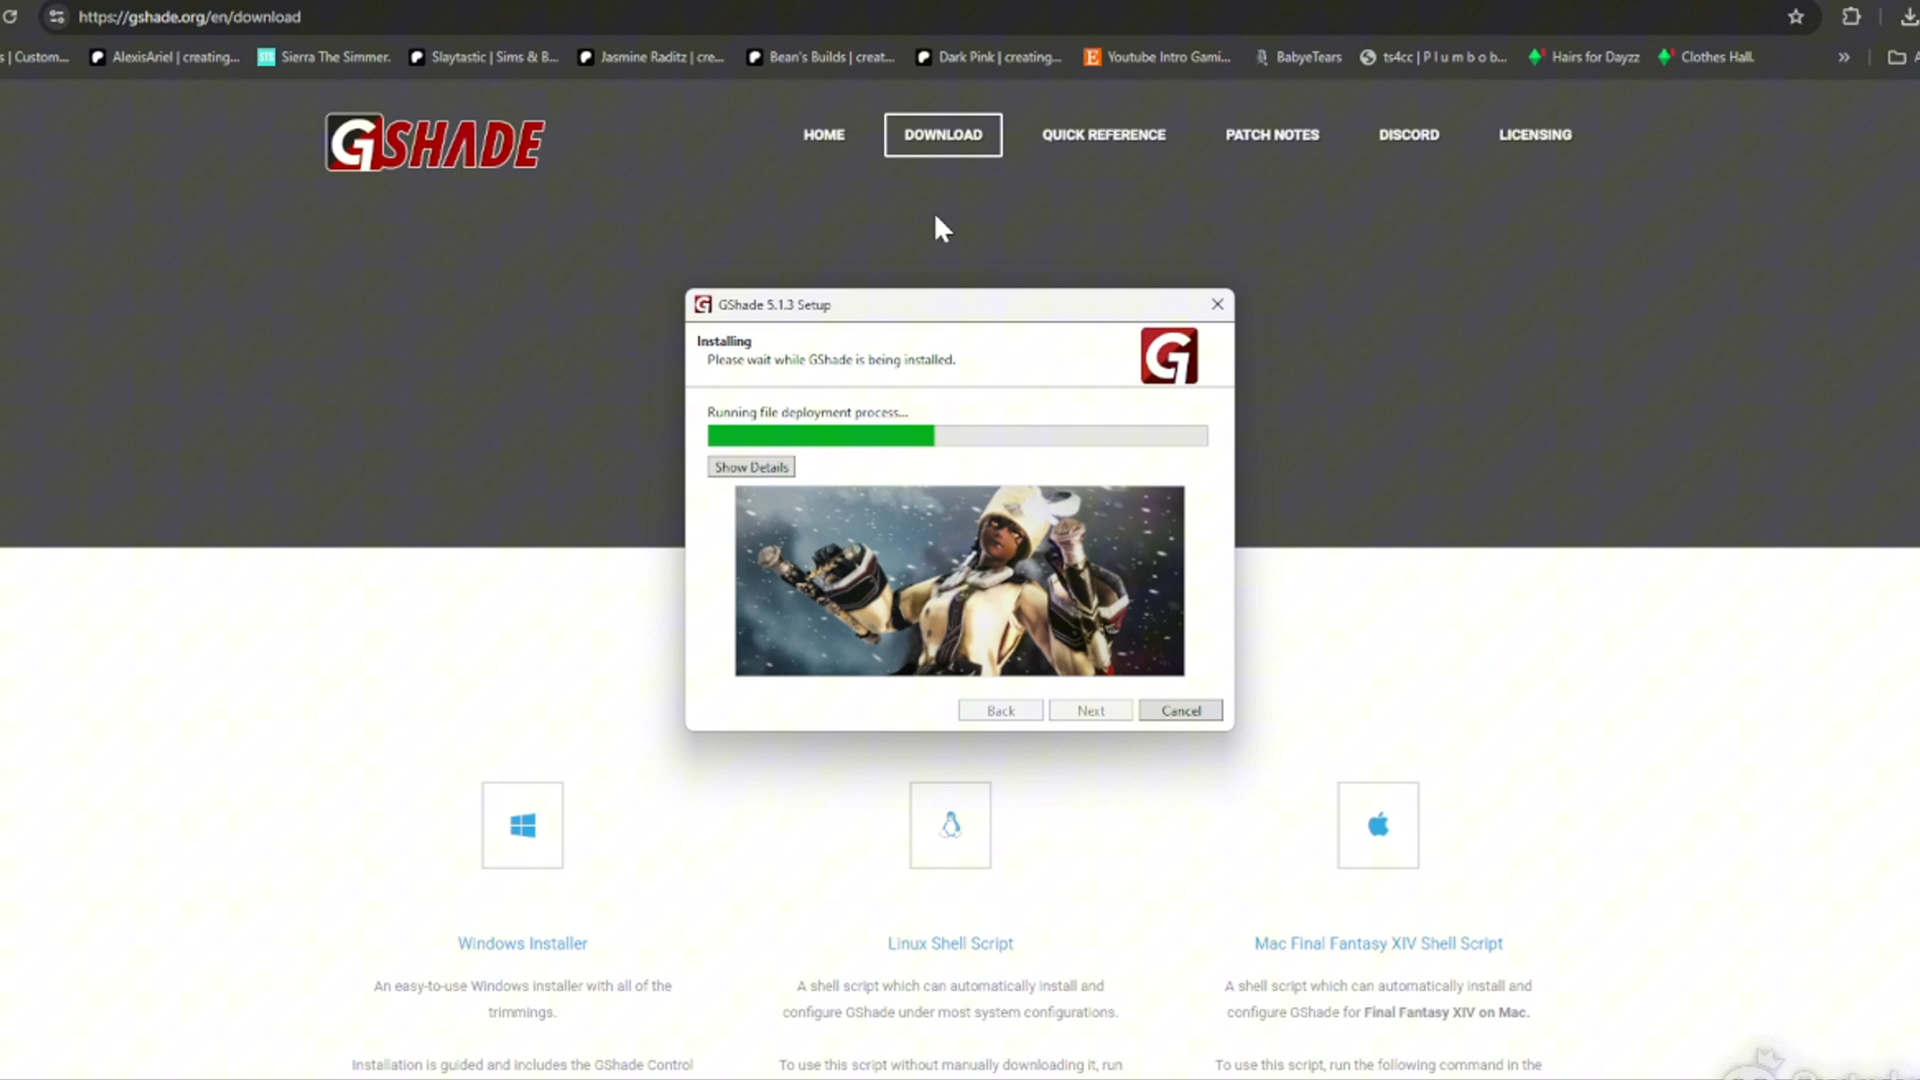 https://gshade.org/en/download
s | Custom... AlexisAriel | creating... Sierra The Simmer. Slaytastic | Sims & B... Jasmine Raditz | cre... Bean's Builds | creat... Dark Pink | creating... Youtube Intro Gami... BabyeTears ts4cc | P l u m b o b... Hairs for Dayzz Clothes Hall. »
GSHADE
HOME DOWNLOAD QUICK REFERENCE PATCH NOTES DISCORD LICENSING
GShade 5.1.3 Setup
Installing
Please wait while GShade is being installed.
Running file deployment process...
Show Details
Back Next Cancel
Windows Installer
An easy-to-use Windows installer with all of the
trimmings.
Installation is guided and includes the GShade Control
Linux Shell Script
A shell script which can automatically install and
configure GShade under most system configurations.
To use this script without manually downloading it, run
Mac Final Fantasy XIV Shell Script
A shell script which can automatically install and
configure GShade for Final Fantasy XIV on Mac.
To use this script, run the following command in the